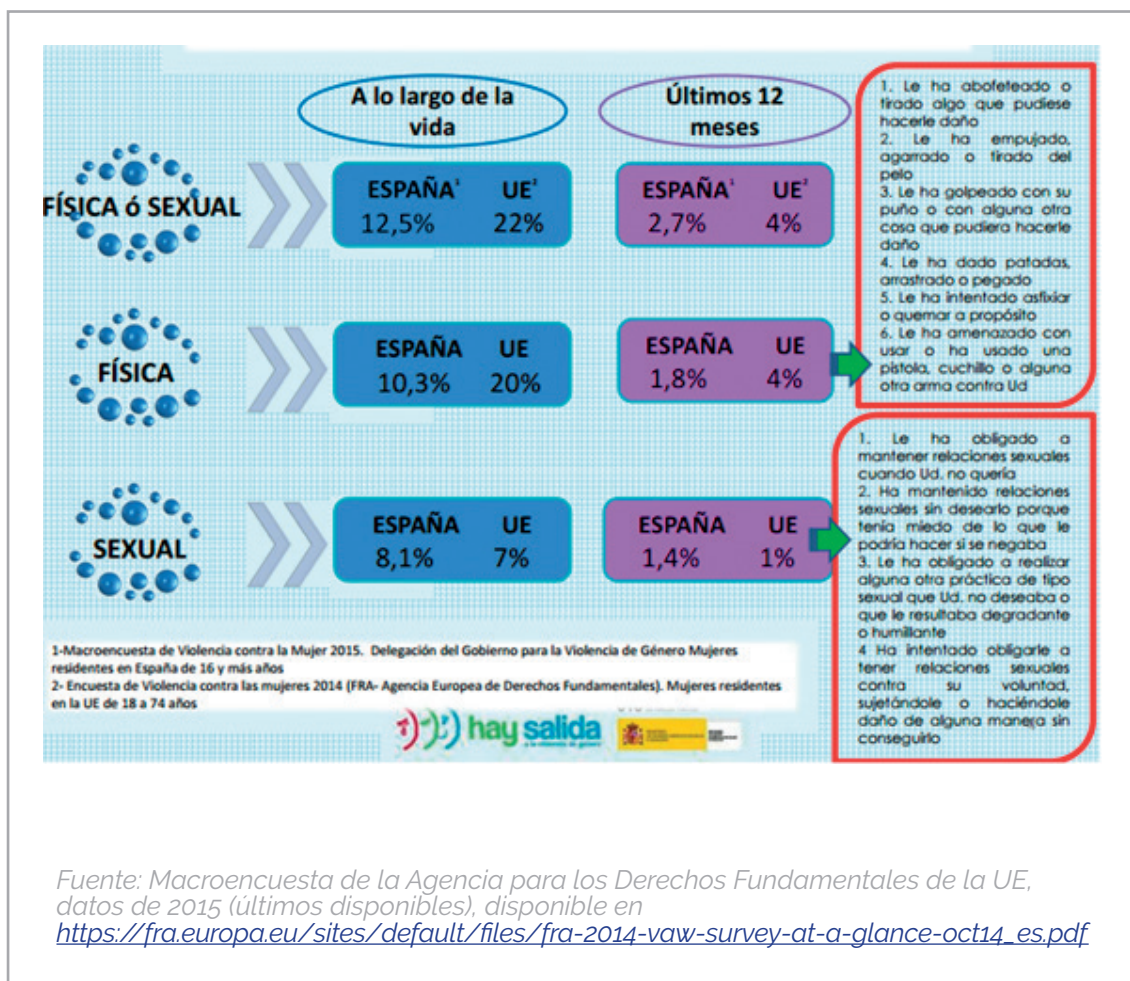 A lo largo de la
vida
Últimos 12
meses
FÍSICA ó SEXUAL
ESPAÑA¹ UE²
12,5% 22%
ESPAÑA¹ UE²
2,7% 4%
FÍSICA
ESPAÑA UE
10,3% 20%
ESPAÑA UE
1,8% 4%
SEXUAL
ESPAÑA UE
8,1% 7%
ESPAÑA UE
1,4% 1%
1. Le ha abofeteado o
tirado algo que pudiese
hacerle daño
2. Le ha empujado,
agarrado o tirado del
pelo
3. Le ha golpeado con su
puño o con alguna otra
cosa que pudiera hacerle
daño
4. Le ha dado patadas,
arrastrado o pegado
5. Le ha intentado asfixiar
o quemar a propósito
6. Le ha amenazado con
usar o ha usado una
pistola, cuchillo o alguna
otra arma contra Ud
1. Le ha obligado a
mantener relaciones sexuales
cuando Ud. no quería
2. Ha mantenido relaciones
sexuales sin desearlo porque
tenía miedo de lo que le
podría hacer si se negaba
3. Le ha obligado a realizar
alguna otra práctica de tipo
sexual que Ud. no deseaba o
que le resultaba degradante
o humillante
4 Ha intentado obligarle a
tener relaciones sexuales
contra su voluntad,
sujetándole o haciéndole
daño de alguna manera sin
conseguirlo
1-Macroencuesta de Violencia contra la Mujer 2015. Delegación del Gobierno para la Violencia de Género Mujeres
residentes en España de 16 y más años
2- Encuesta de Violencia contra las mujeres 2014 (FRA- Agencia Europea de Derechos Fundamentales). Mujeres residentes
en la UE de 18 a 74 años
hay salida
Fuente: Macroencuesta de la Agencia para los Derechos Fundamentales de la UE,
datos de 2015 (últimos disponibles), disponible en
https://fra.europa.eu/sites/default/files/fra-2014-vaw-survey-at-a-glance-oct14_es.pdf